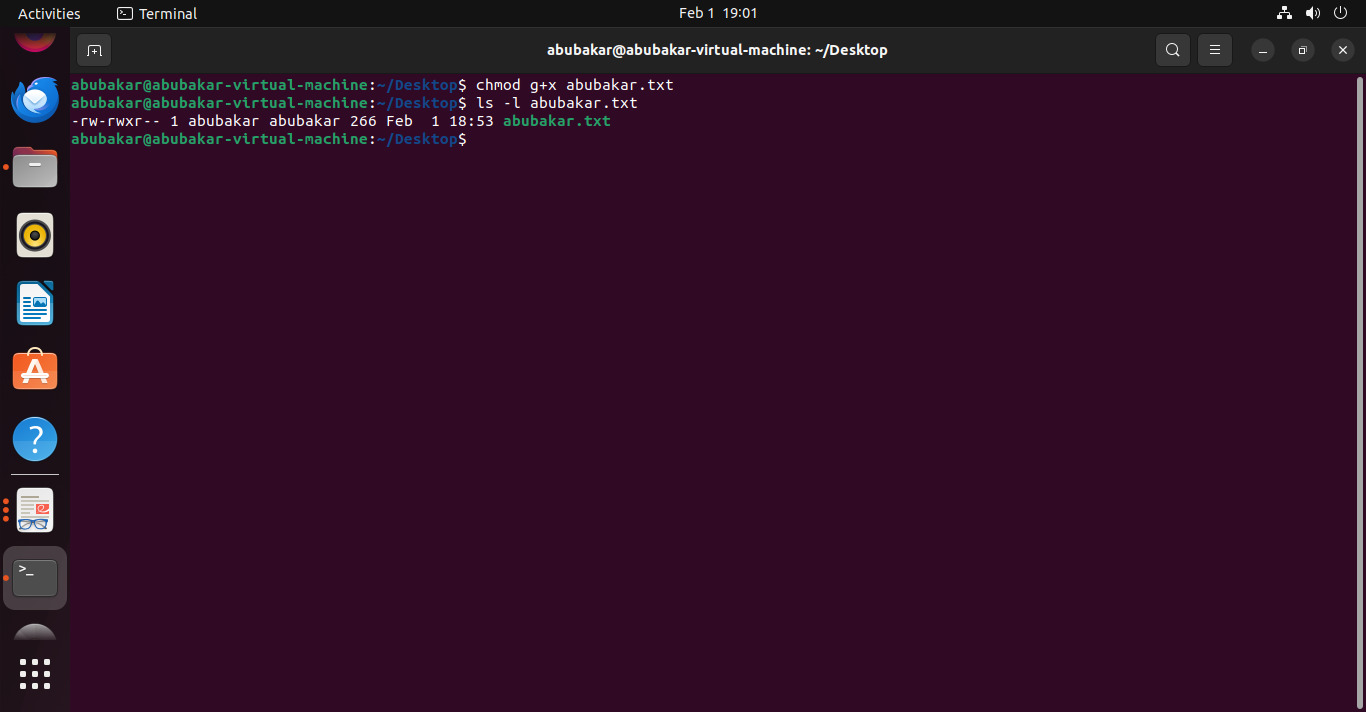 Activities
Terminal
Feb 1 19:01
abubakar@abubakar-virtual-machine: ~/Desktop
abubakar@abubakar-virtual-machine:~/Desktop$ chmod g+x abubakar.txt
abubakar@abubakar-virtual-machine:~/Desktop$ ls -l abubakar.txt
-rw-rwxr-- 1 abubakar abubakar 266 Feb  1 18:53 abubakar.txt
abubakar@abubakar-virtual-machine:~/Desktop$